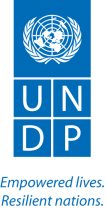 U N
D P
Empowered lives.
Resilient nations.